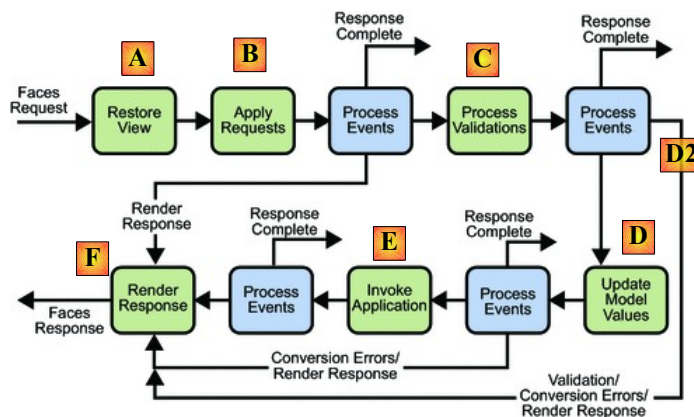 Response
Complete
Response
Complete
A
B
C
Faces
Request
Restore
View
Apply
Requests
Process
Events
Process
Validations
Process
Events
D2
Render
Response
Response
Complete
Response
Complete
F
E
D
Render
Response
Process
Events
Invoke
Application
Process
Events
Update
Model
Values
Faces
Response
Conversion Errors/
Render Response
Validation/
Conversion Errors/
Render Response